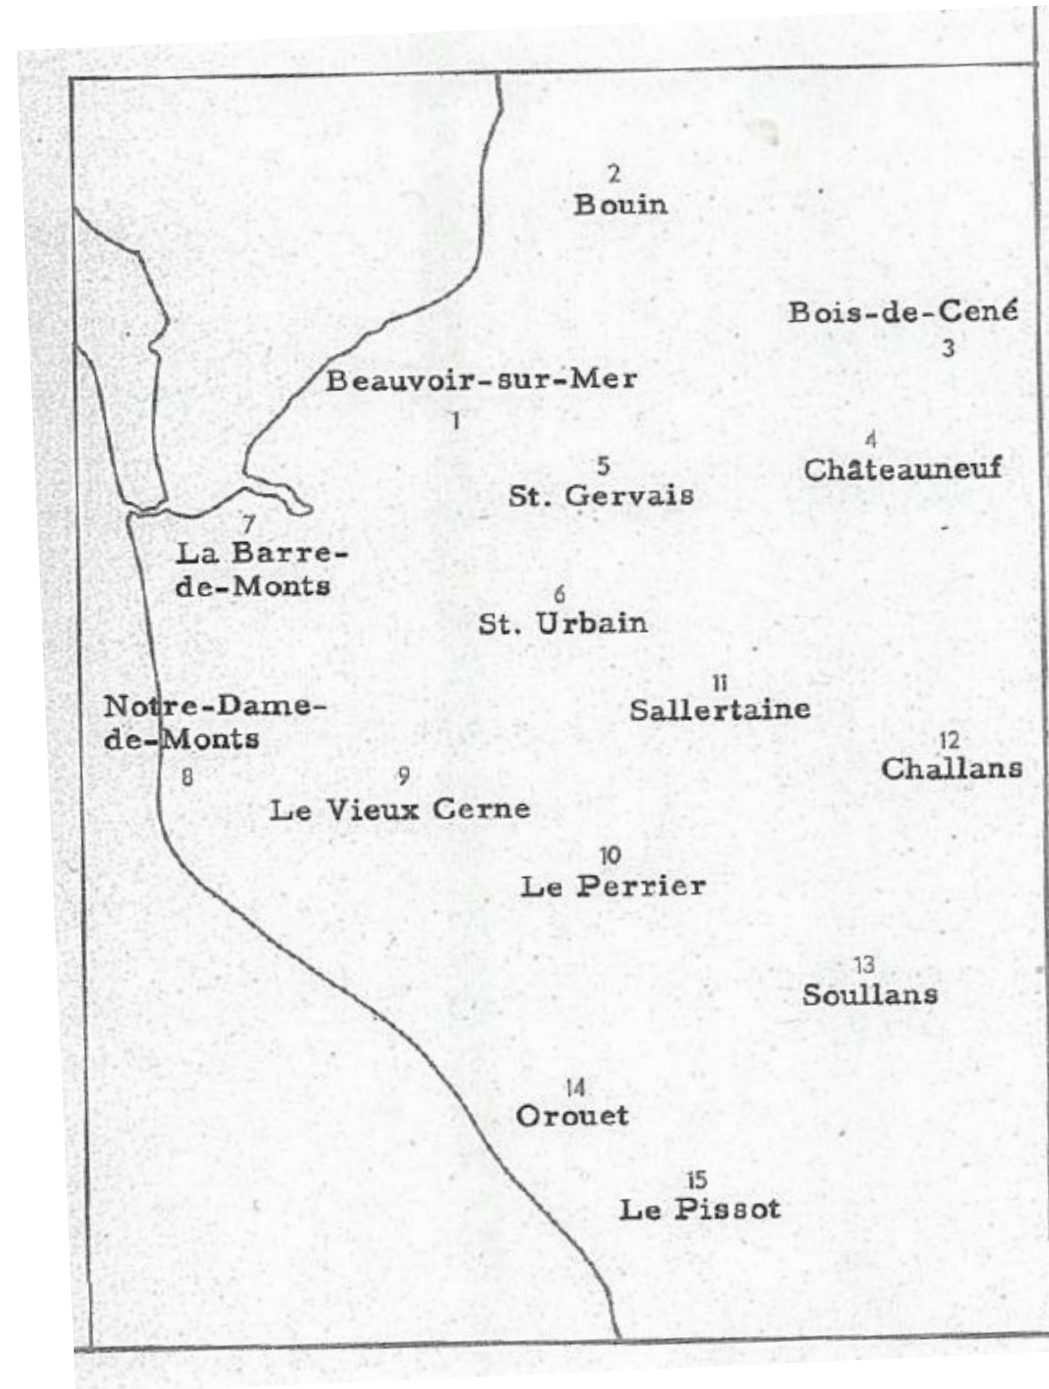 2
Bouin
Bois-de-Cené
3
Beauvoir-sur-Mer
1
4
Châteauneuf
5
St. Gervais
7
La Barre-
de-Monts
6
St. Urbain
11
Sallertaine
Notre-Dame-
de-Monts
8
12
Challans
9
Le Vieux Cerne
10
Le Perrier
13
Soullans
14
Orouet
15
Le Pissot